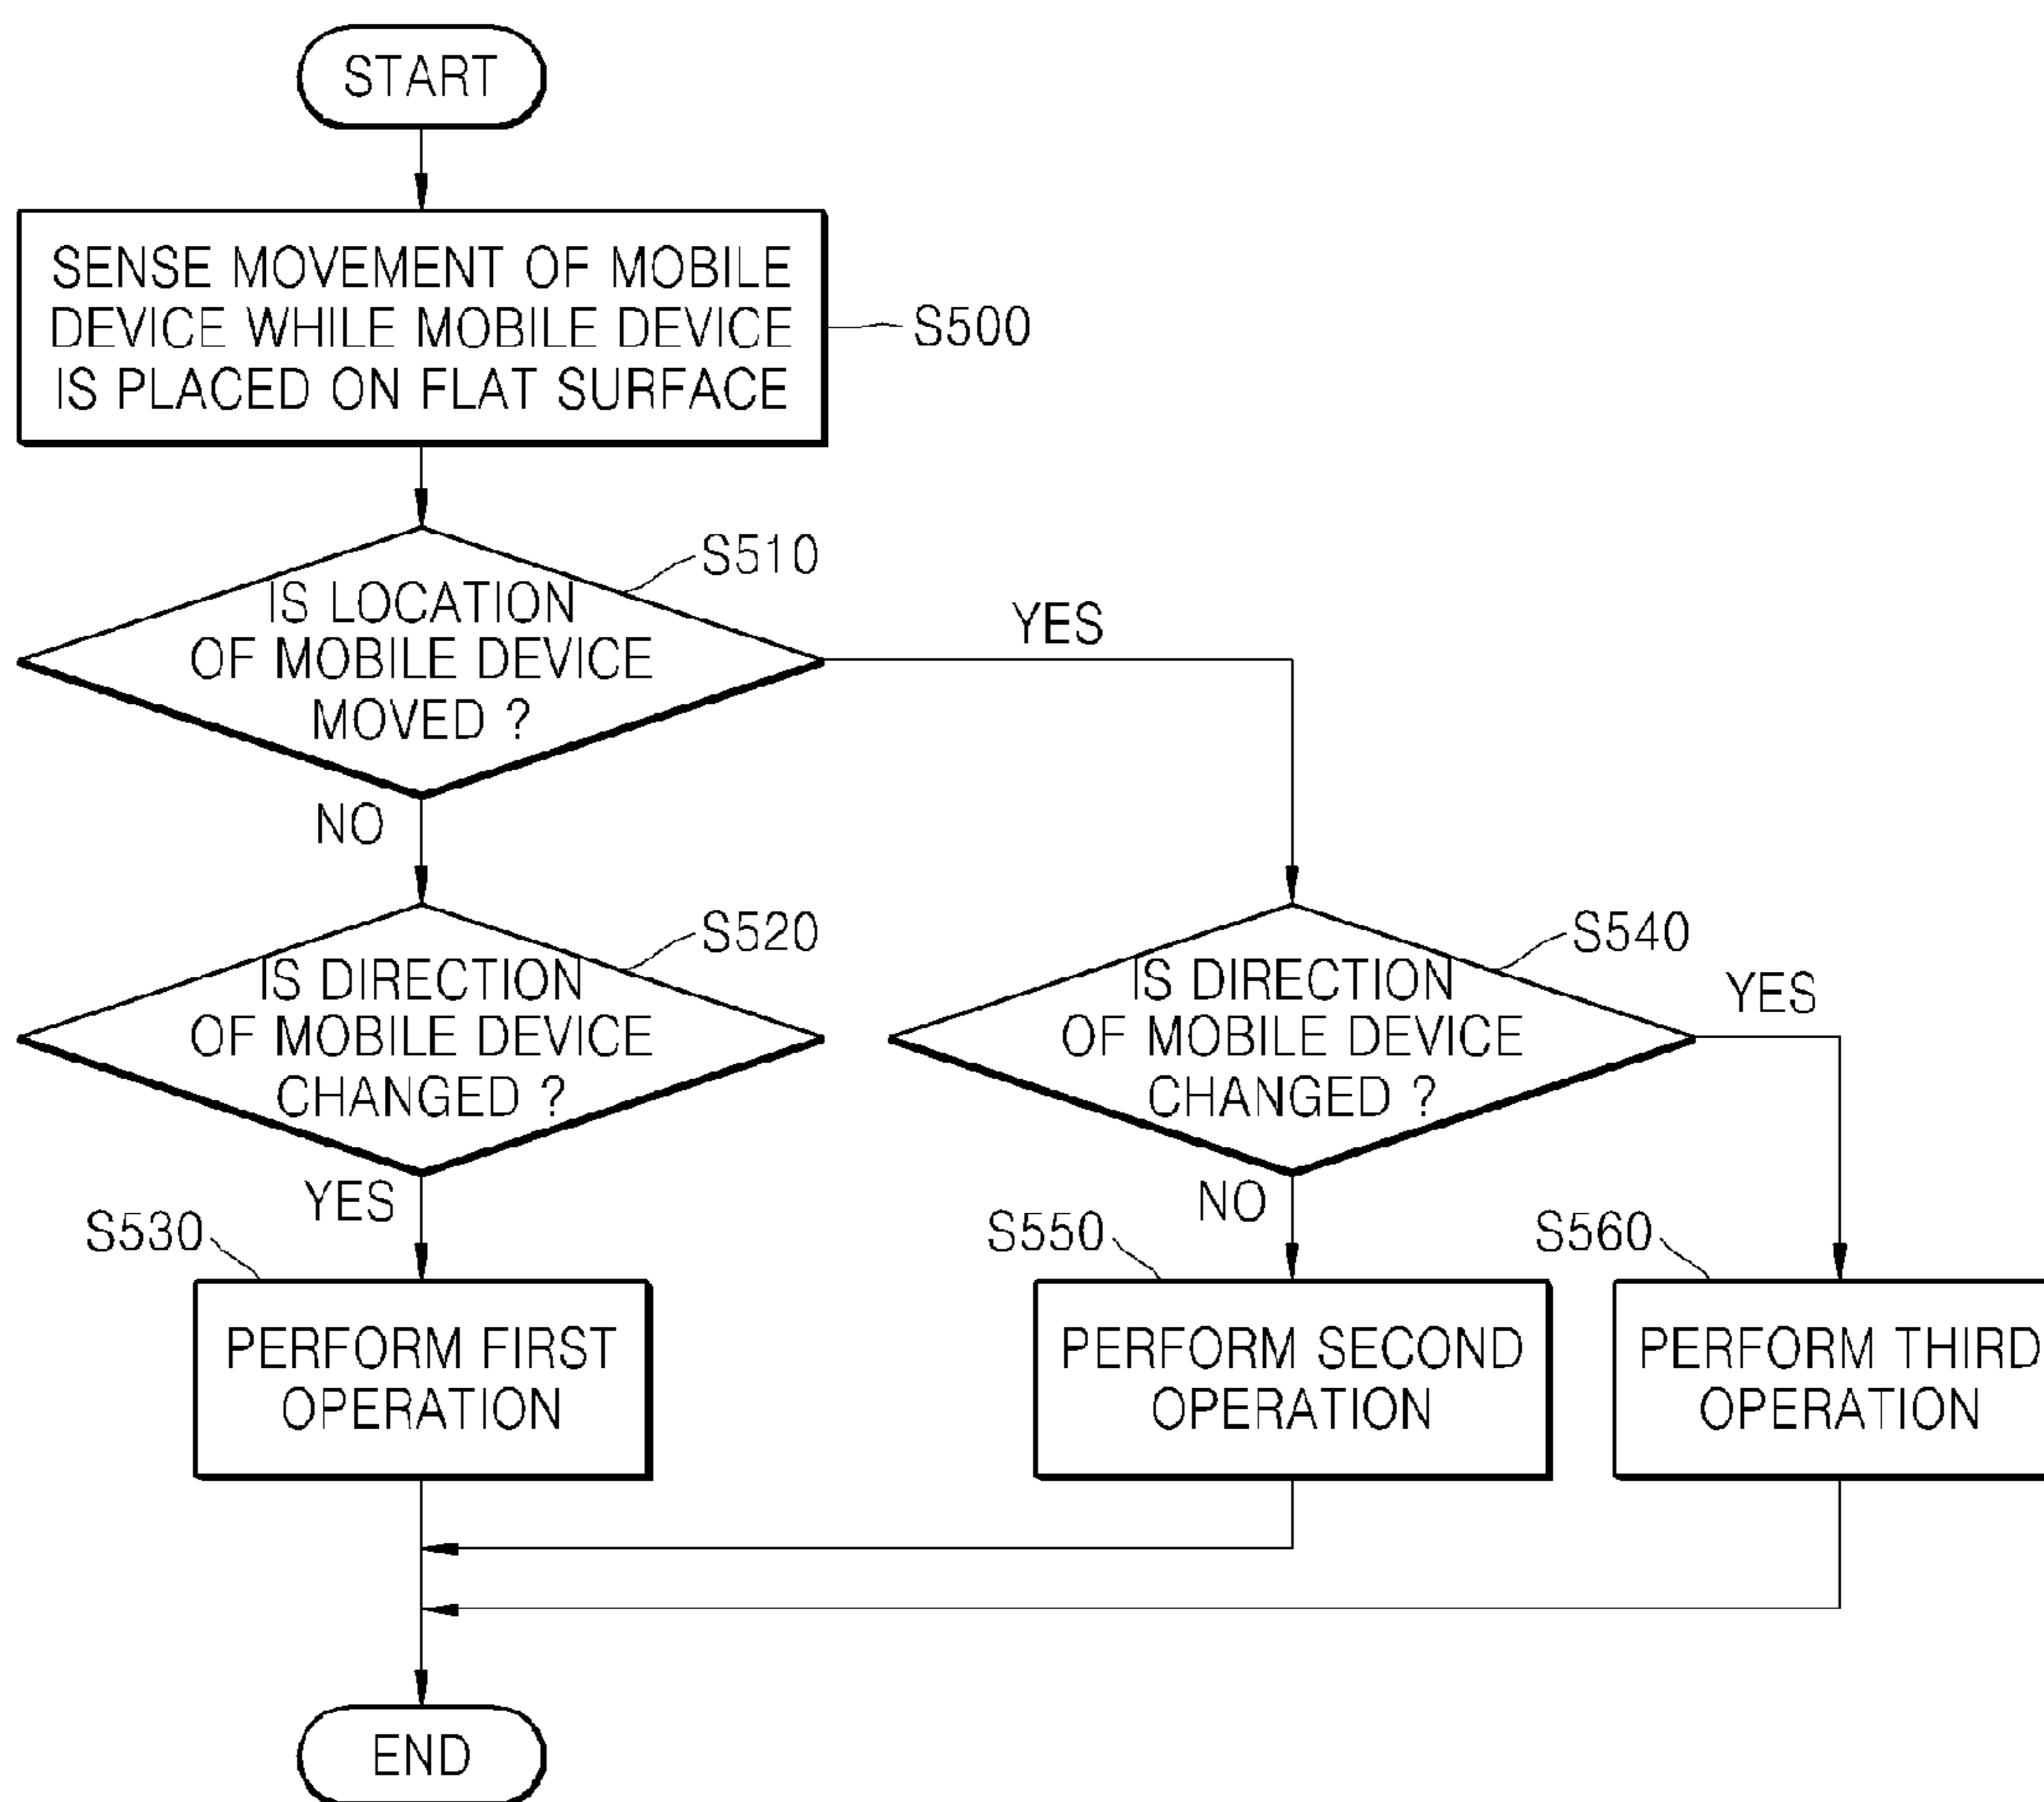 START
SENSE MOVEMENT OF MOBILE
DEVICE WHILE MOBILE DEVICE
IS PLACED ON FLAT SURFACE
S500
S510
IS LOCATION
OF MOBILE DEVICE
MOVED ?
YES
NO
S520
IS DIRECTION
OF MOBILE DEVICE
CHANGED ?
YES
S540
IS DIRECTION
OF MOBILE DEVICE
CHANGED ?
YES
NO
S530
PERFORM FIRST
OPERATION
S550
PERFORM SECOND
OPERATION
S560
PERFORM THIRD
OPERATION
END